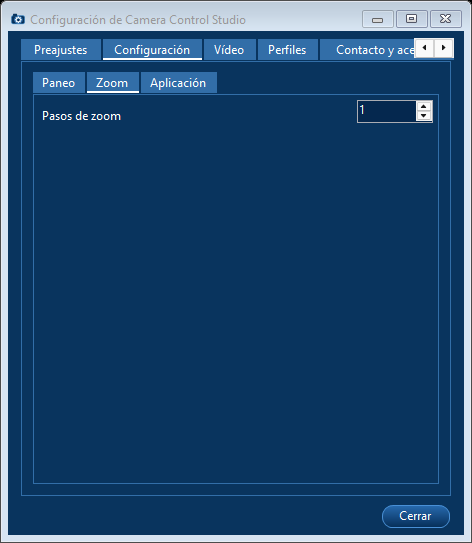 Configuración de Camera Control Studio
Preajustes Configuración Vídeo Perfiles Contacto y ace
Paneo Zoom Aplicación
Pasos de zoom 1
Cerrar